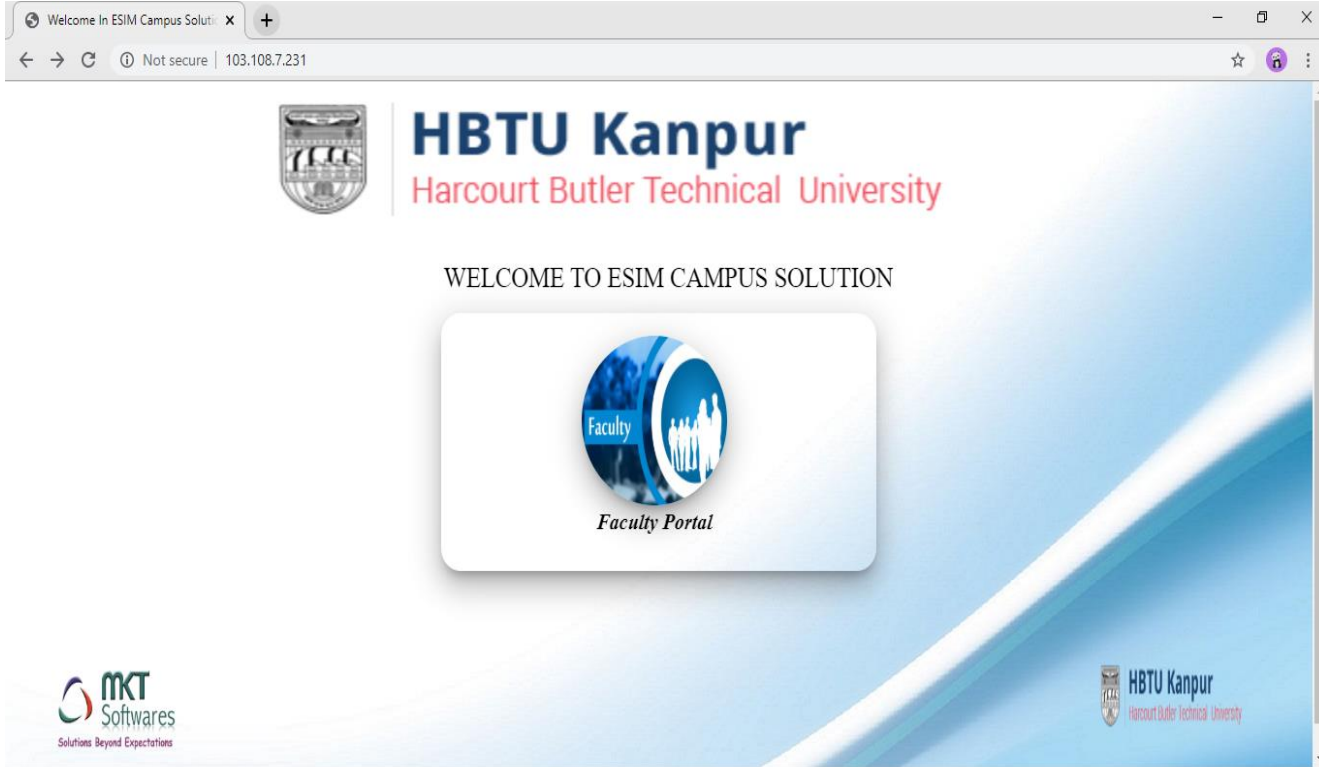 Welcome In ESIM Campus Solutio
Not secure | 103.108.7.231
HBTU Kanpur
Harcourt Butler Technical University
WELCOME TO ESIM CAMPUS SOLUTION
Faculty
Faculty Portal
MKT
Softwares
Solutions Beyond Expectations
HBTU Kanpur
Harcourt Butler Technical University